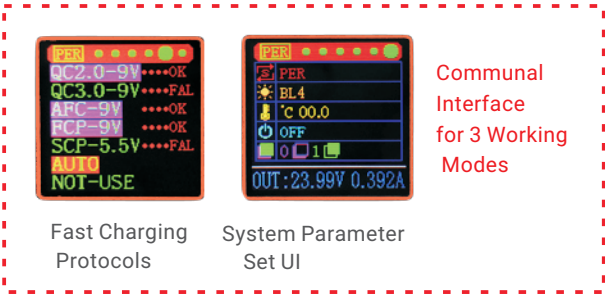 PER
QC2.0-9V••••OK
QC3.0-9V••••FAL
AFC-9V ••••OK
FCP-9V ••••OK
SCP-5.5V••••FAL
AUTO
NOT-USE
Fast Charging
Protocols
PER
S PER
BL4
°C 00.0
OFF
0 1
OUT:23.99V 0.392A
System Parameter
Set UI
Communal
Interface
for 3 Working
Modes